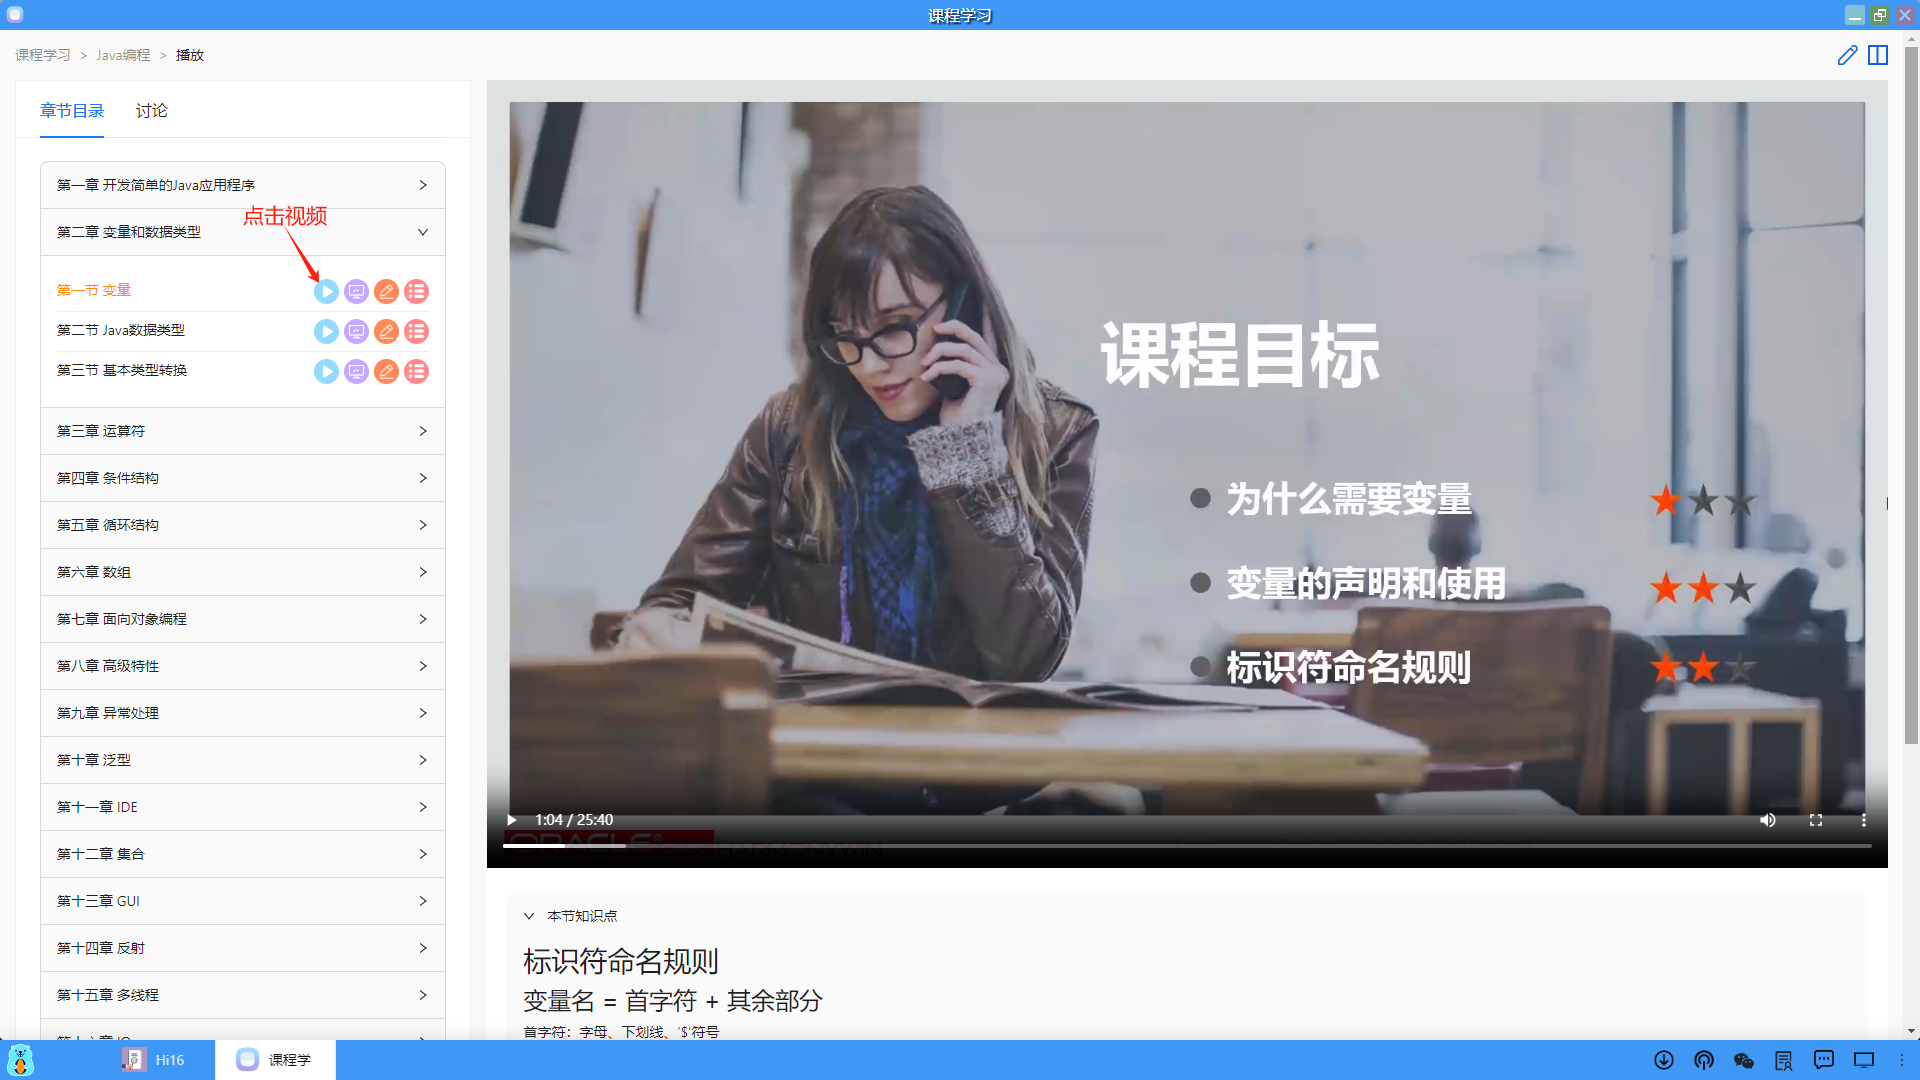 课程学习
课程学习 > Java编程 > 播放
章节目录 讨论
第一章 开发简单的Java应用程序
点击视频
第二章 变量和数据类型
第一节 变量
第二节 Java数据类型
第三节 基本类型转换
第三章 运算符
第四章 条件结构
第五章 循环结构
第六章 数组
第七章 面向对象编程
第八章 高级特性
第九章 异常处理
第十章 泛型
第十一章 IDE
第十二章 集合
第十三章 GUI
第十四章 反射
第十五章 多线程
课程目标
为什么需要变量
变量的声明和使用
标识符命名规则
1:04 / 25:40
ORACLE
HARMONYWIN
本节知识点
标识符命名规则
变量名 = 首字符 + 其余部分
首字符：字母、下划线、'$'符号
Hi16
课程学